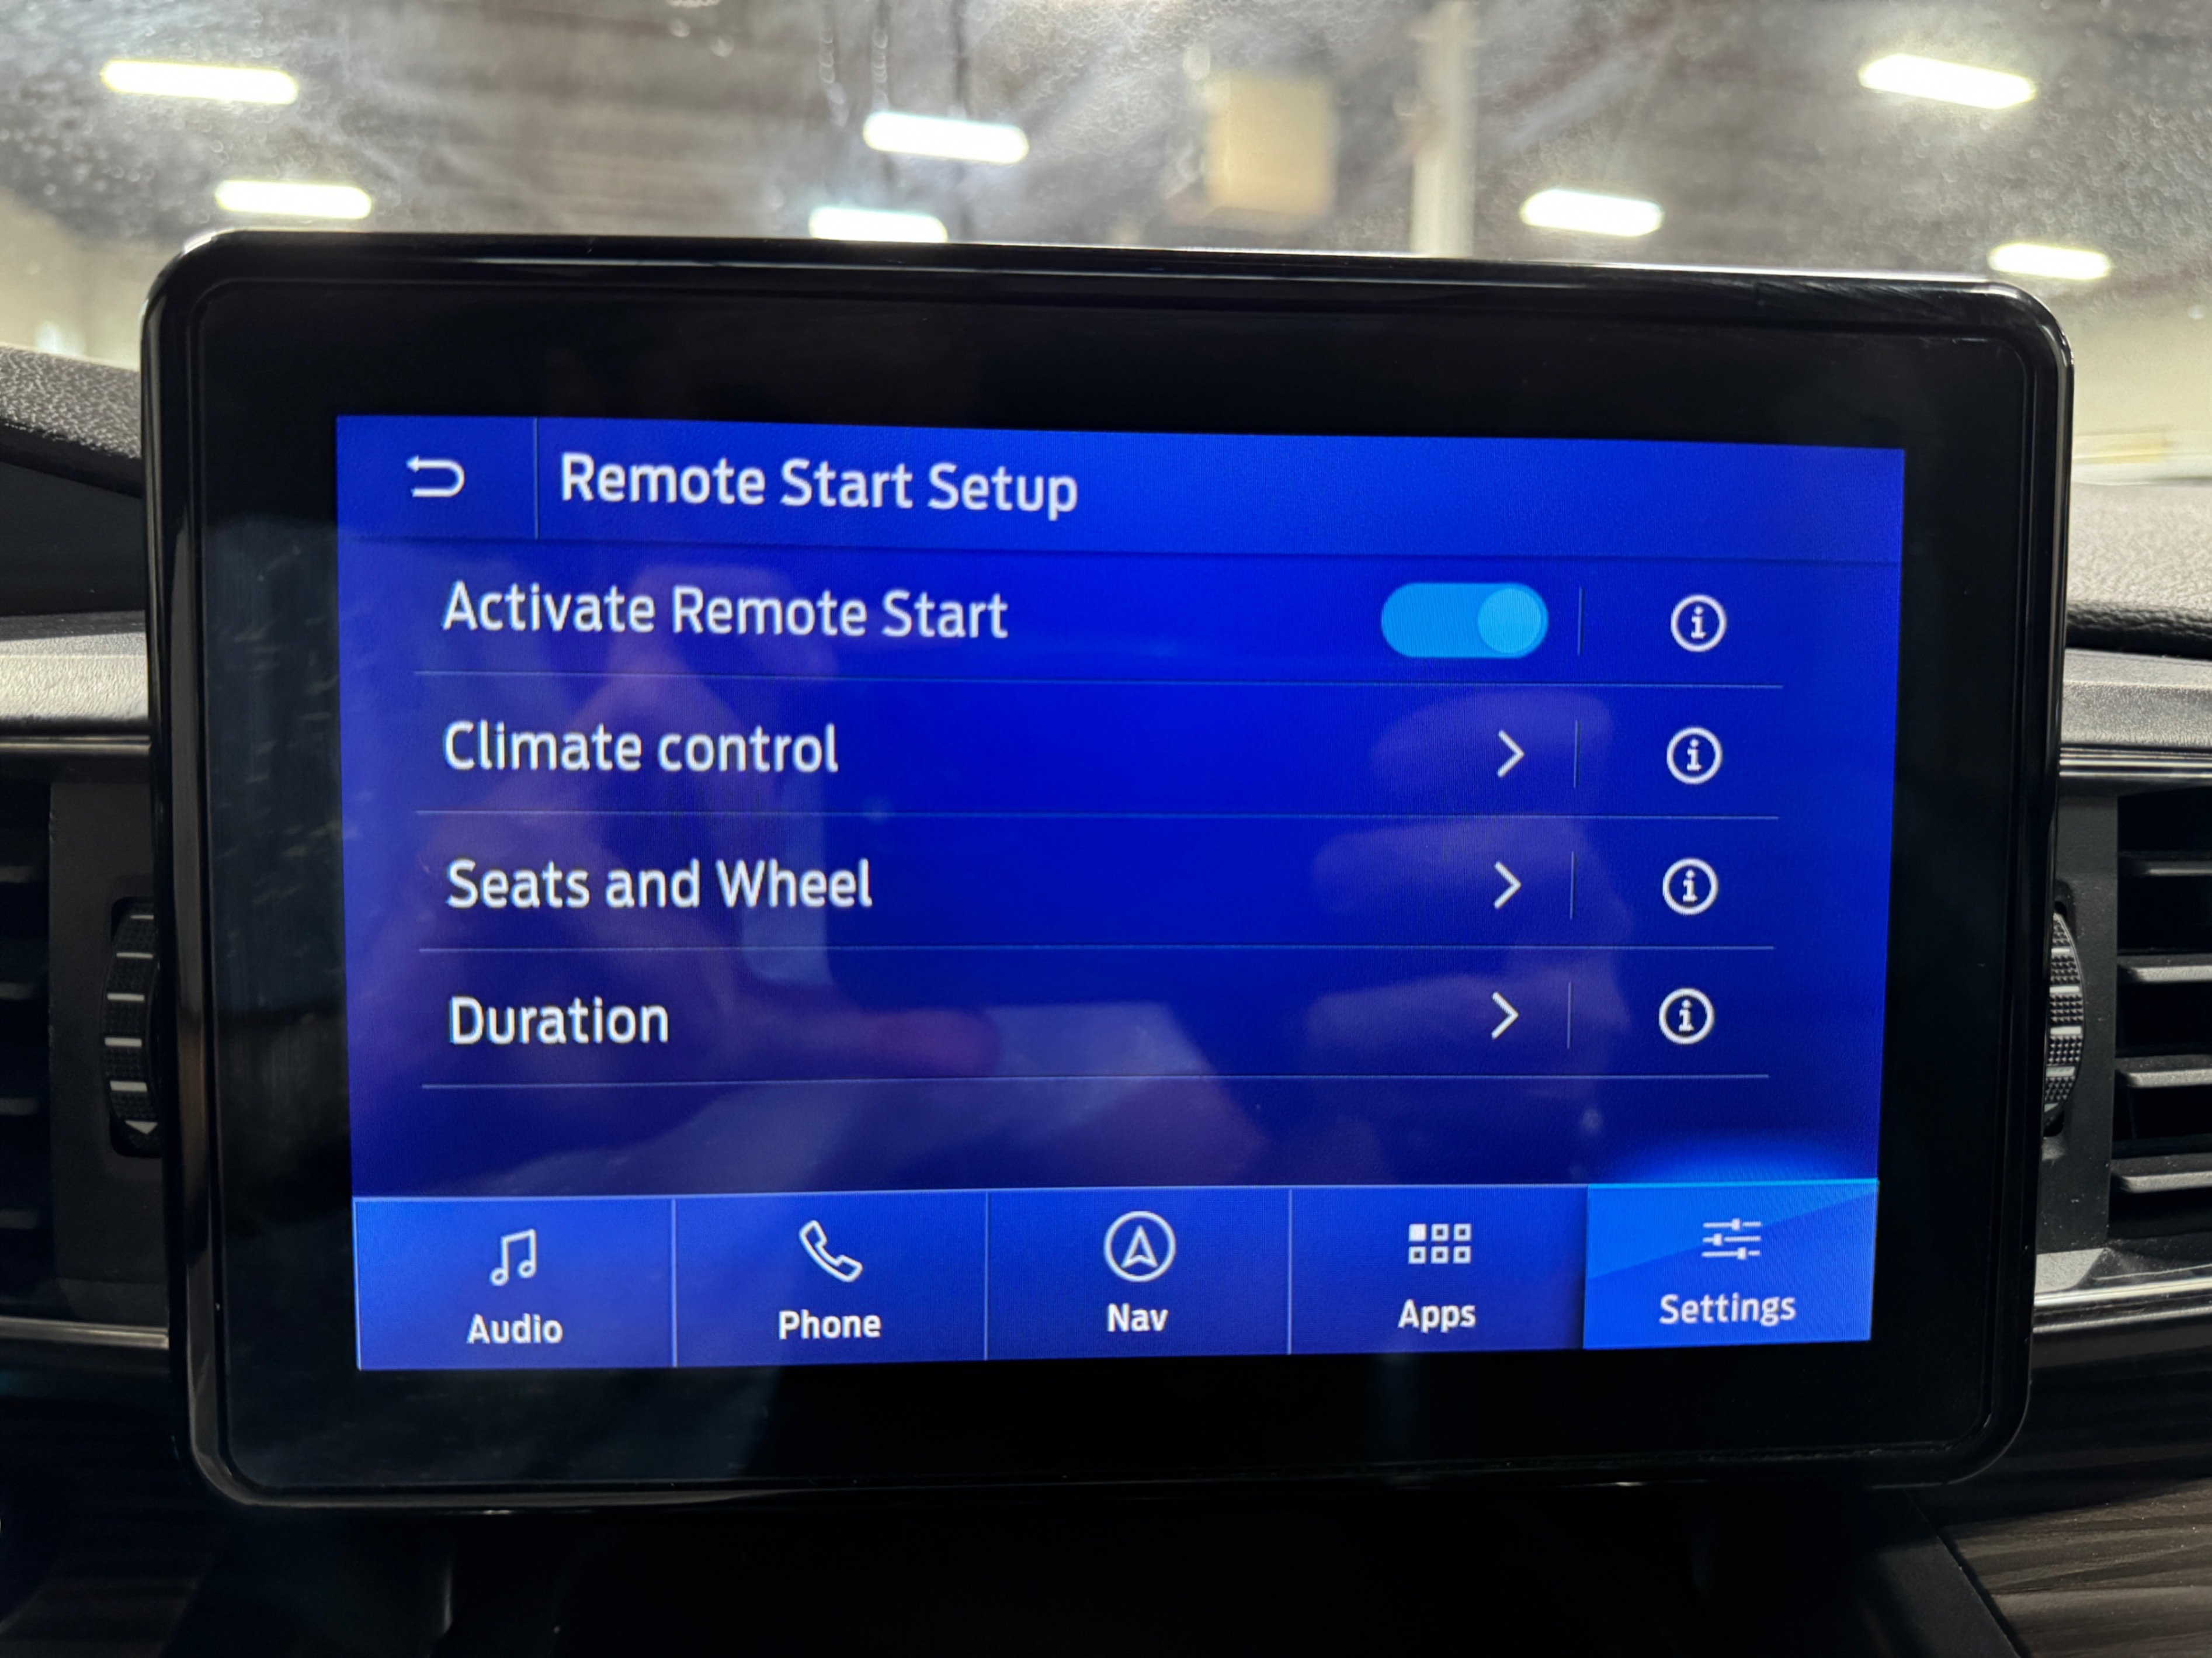 Remote Start Setup
Activate Remote Start
Climate control
Seats and Wheel
Duration
Audio
Phone
Nav
Apps
Settings